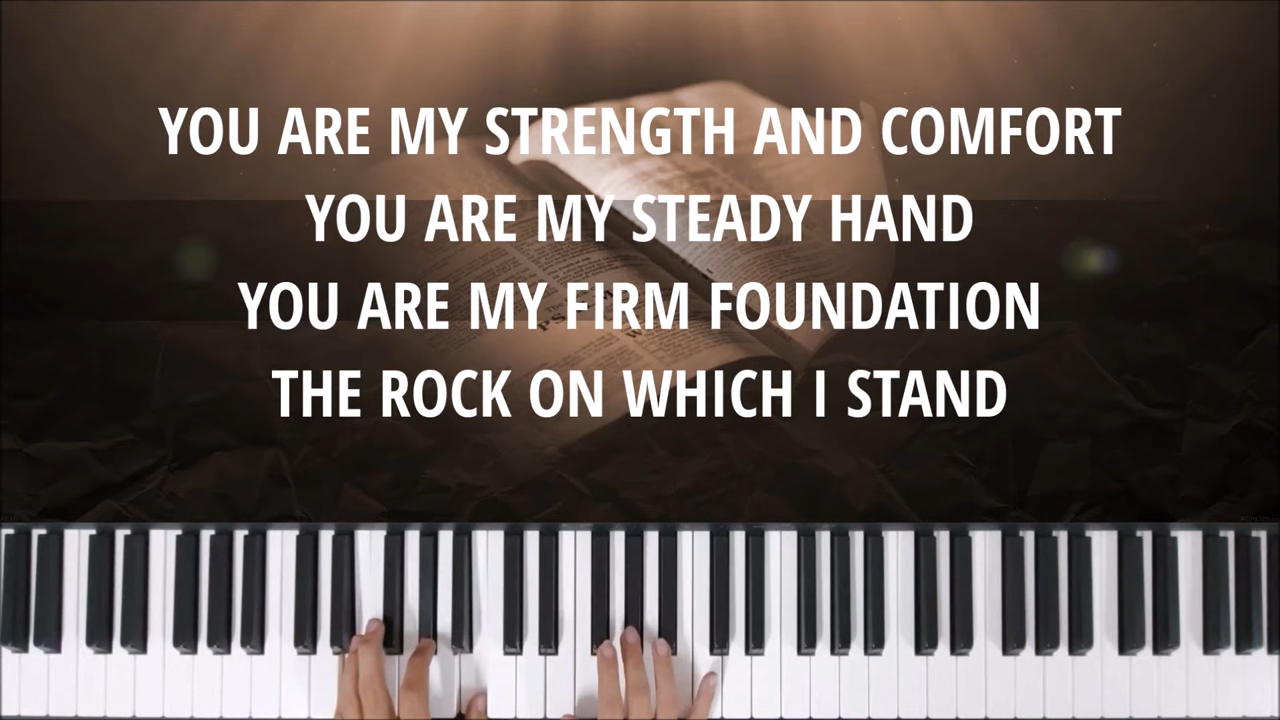 YOU ARE MY STRENGTH AND COMFORT
YOU ARE MY STEADY HAND
YOU ARE MY FIRM FOUNDATION
THE ROCK ON WHICH I STAND